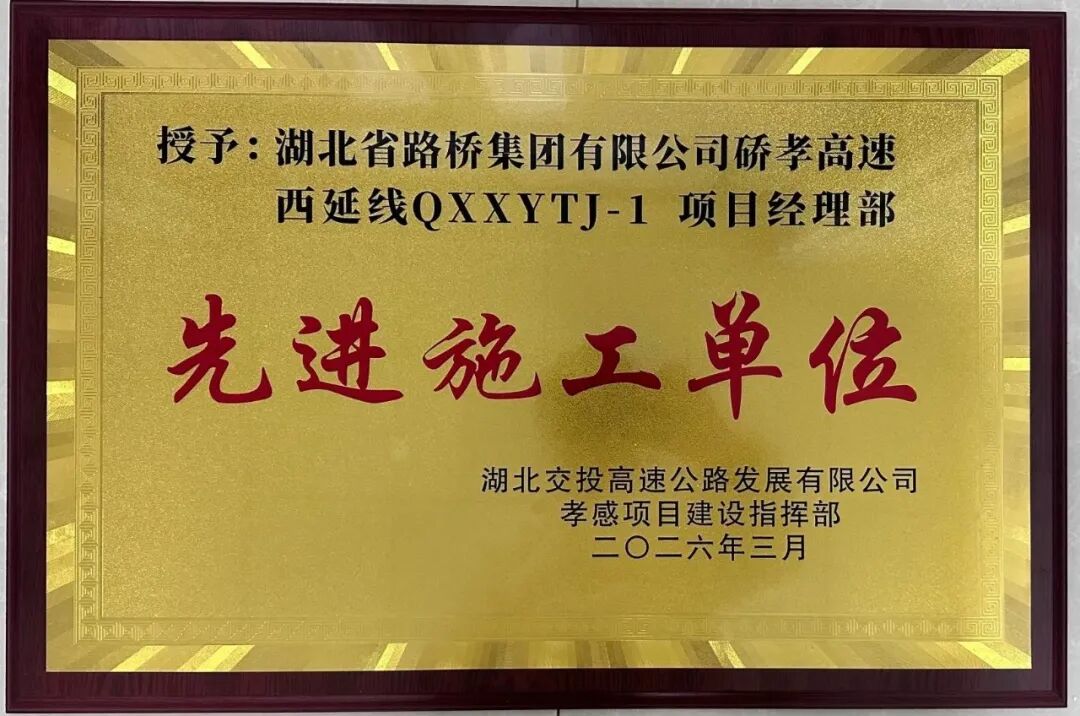 授予：湖北省路桥集团有限公司硚孝高速
西延线QXXYTJ-1 项目经理部
先进施工单位
湖北交投高速公路发展有限公司
孝感项目建设指挥部
二〇二六年三月